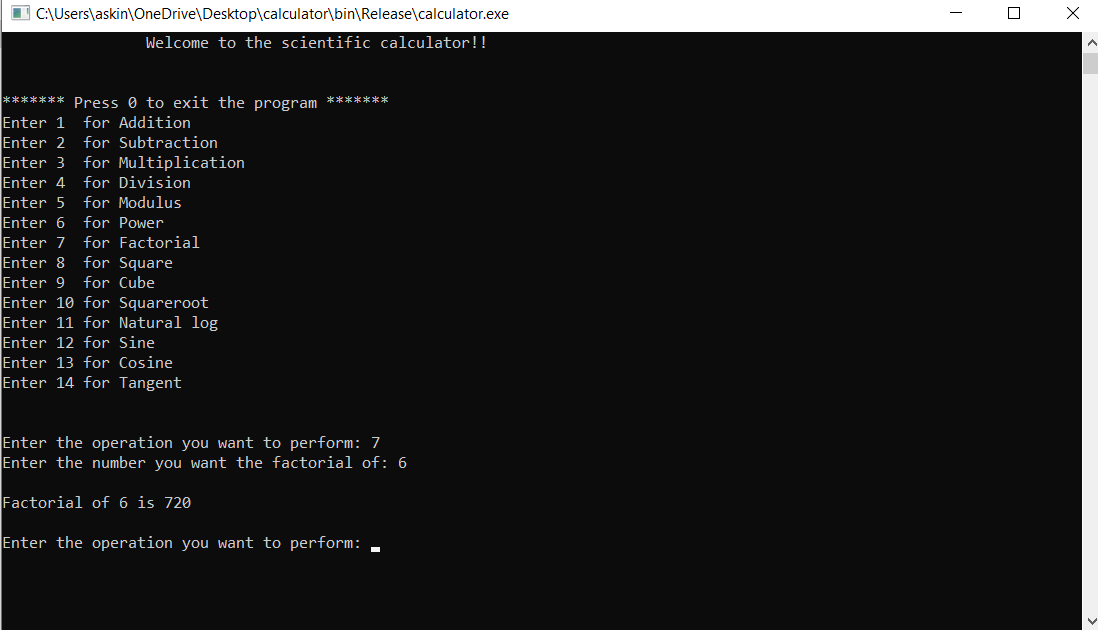 C:\Users\askin\OneDrive\Desktop\calculator\bin\Release\calculator.exe
Welcome to the scientific calculator!!
******* Press 0 to exit the program *******
Enter 1  for Addition
Enter 2  for Subtraction
Enter 3  for Multiplication
Enter 4  for Division
Enter 5  for Modulus
Enter 6  for Power
Enter 7  for Factorial
Enter 8  for Square
Enter 9  for Cube
Enter 10 for Squareroot
Enter 11 for Natural log
Enter 12 for Sine
Enter 13 for Cosine
Enter 14 for Tangent
Enter the operation you want to perform: 7
Enter the number you want the factorial of: 6
Factorial of 6 is 720
Enter the operation you want to perform: